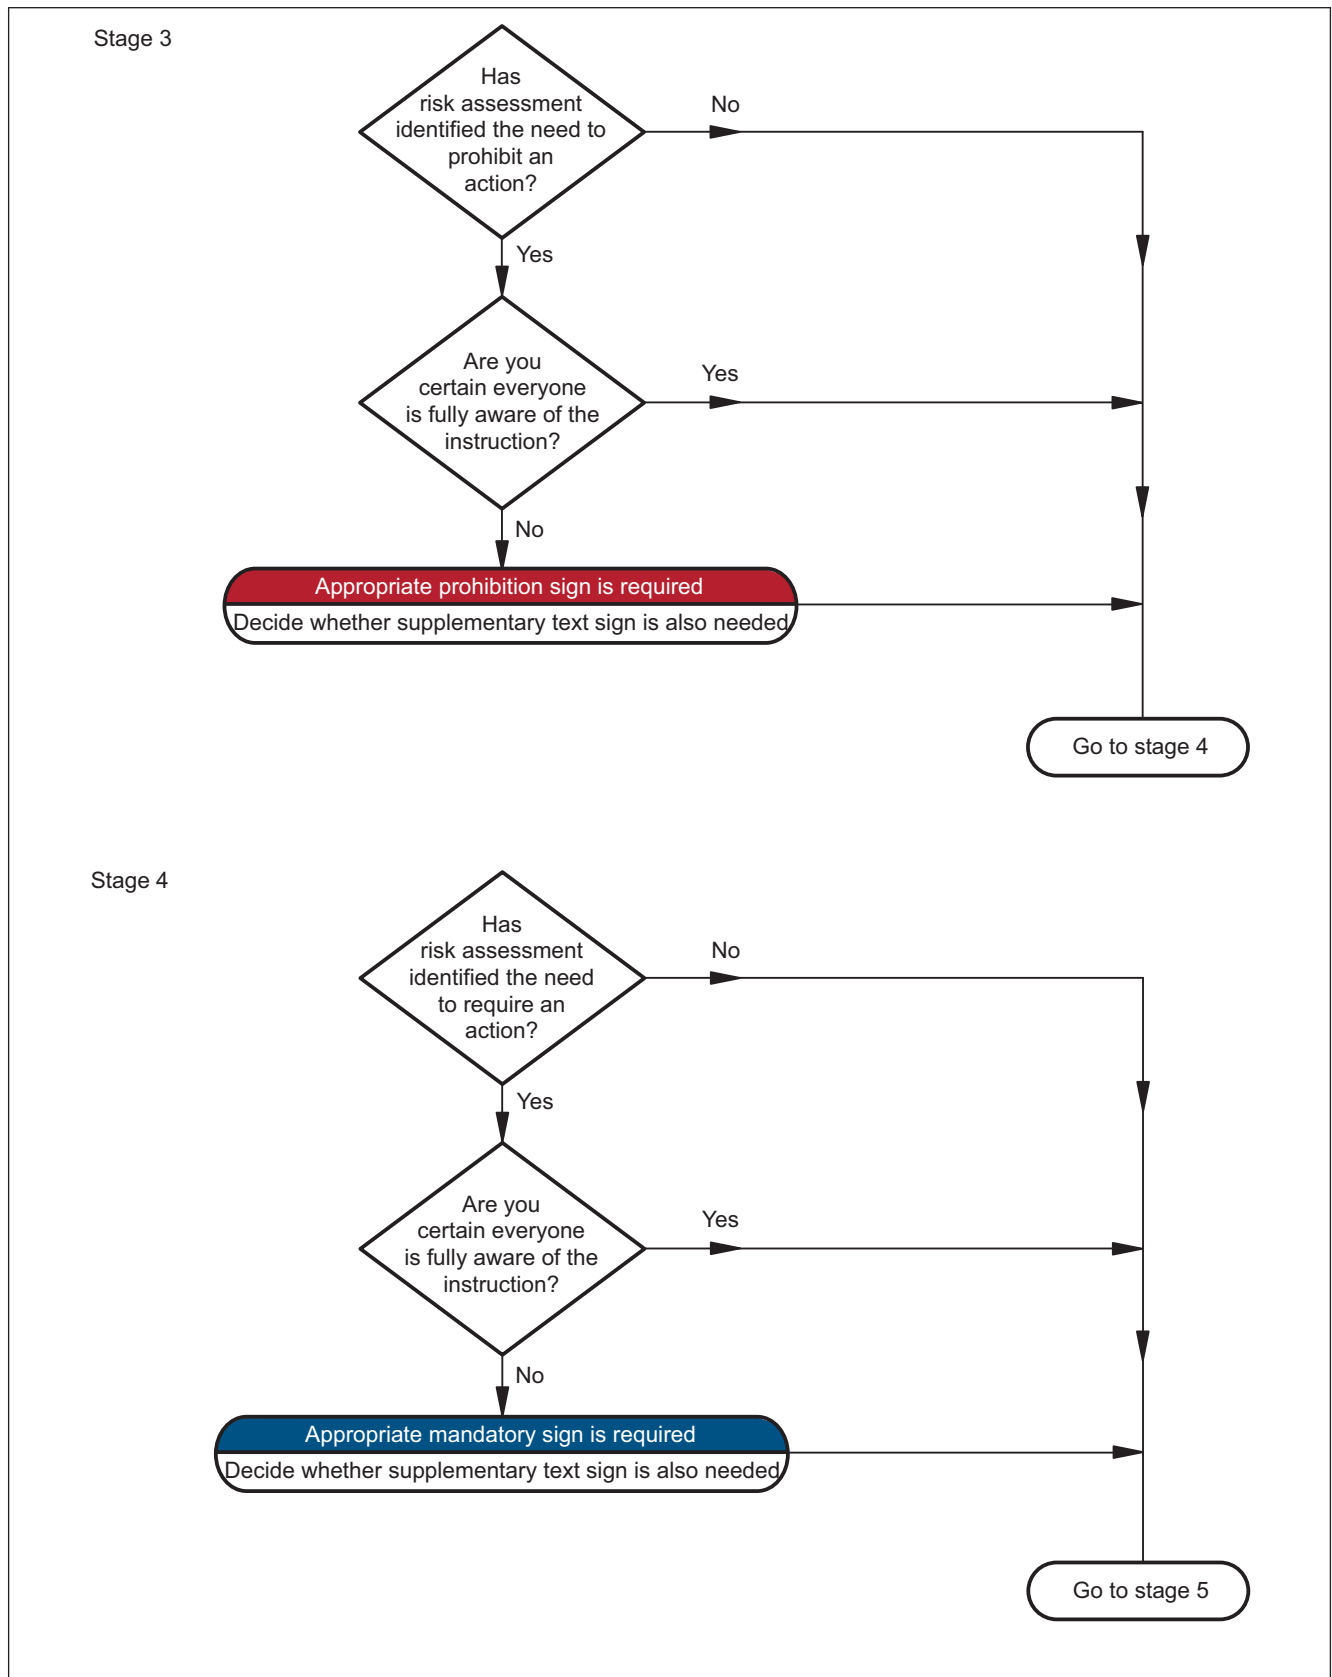 Stage 3
Has
risk assessment
identified the need to
prohibit an
action?
No
Yes
Are you
certain everyone
is fully aware of the
instruction?
Yes
No
Appropriate prohibition sign is required
Decide whether supplementary text sign is also needed
Go to stage 4
Stage 4
Has
risk assessment
identified the need
to require an
action?
No
Yes
Are you
certain everyone
is fully aware of the
instruction?
Yes
No
Appropriate mandatory sign is required
Decide whether supplementary text sign is also needed
Go to stage 5